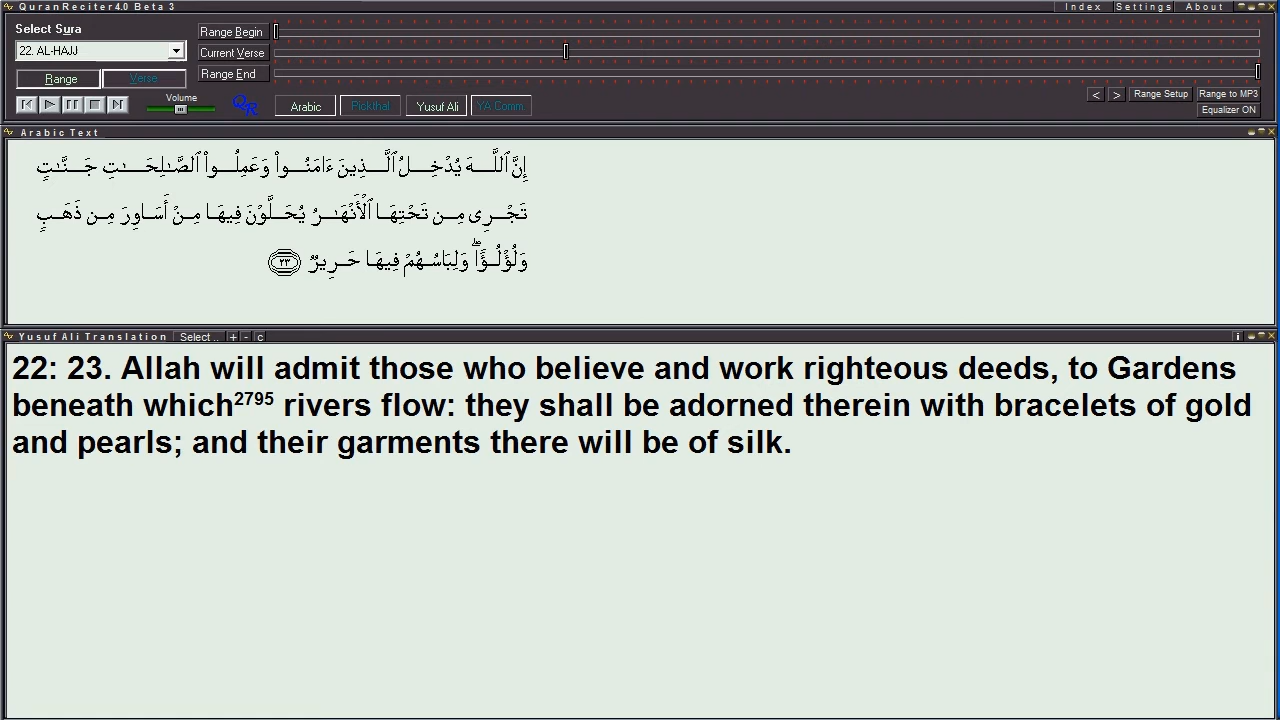 QuranReciter4.0 Beta 3
Index Settings About
Select Sura
22. AL-HAJJ
Range Verse
Range Begin
Current Verse
Range End
Volume
QR
Arabic Pickthal Yusuf Ali YA Comm.
< > Range Setup Range to MP3
Equalizer ON
Arabic Text
إِنَّ ٱللَّهَ يُدْخِلُ ٱلَّذِينَ ءَامَنُوا۟ وَعَمِلُوا۟ ٱلصَّـٰلِحَـٰتِ جَنَّـٰتٍ
تَجْرِى مِن تَحْتِهَا ٱلْأَنْهَـٰرُ يُحَلَّوْنَ فِيهَا مِنْ أَسَاوِرَ مِن ذَهَبٍ
وَلُؤْلُؤًا ۖ وَلِبَاسُهُمْ فِيهَا حَرِيرٌ ٢٣
Yusuf Ali Translation Select .. + - c i
22: 23. Allah will admit those who believe and work righteous deeds, to Gardens
beneath which2795 rivers flow: they shall be adorned therein with bracelets of gold
and pearls; and their garments there will be of silk.